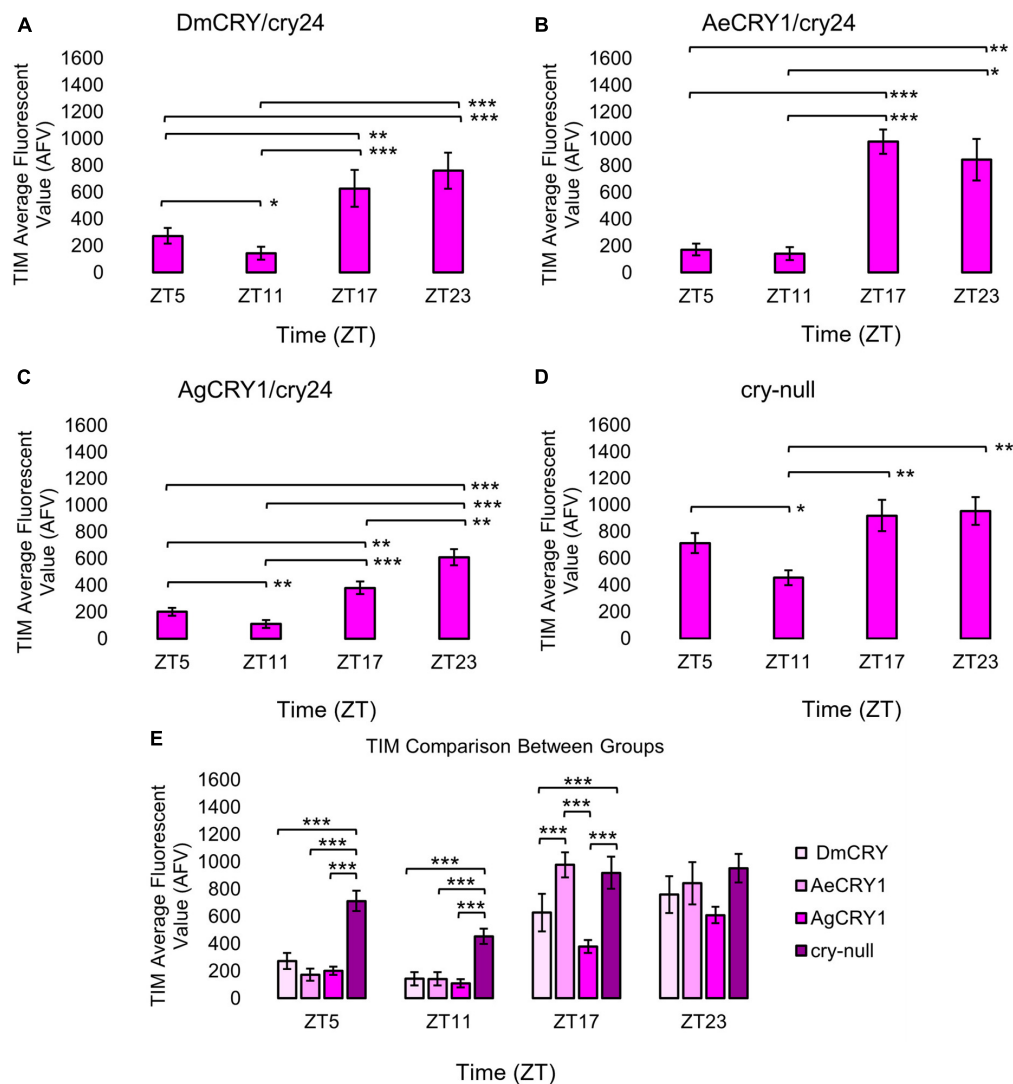 A
DmCRY/cry24
TIM Average Fluorescent
Value (AFV)
1600
1400
1200
1000
800
600
400
200
0
***
***
**
***
*
ZT5 ZT11 ZT17 ZT23
Time (ZT)
B
AeCRY1/cry24
TIM Average Fluorescent
Value (AFV)
1600
1400
1200
1000
800
600
400
200
0
**
*
***
***
ZT5 ZT11 ZT17 ZT23
Time (ZT)
C
AgCRY1/cry24
TIM Average Fluorescent
Value (AFV)
1600
1400
1200
1000
800
600
400
200
0
***
***
**
**
***
**
ZT5 ZT11 ZT17 ZT23
Time (ZT)
D
cry-null
TIM Average Fluorescent
Value (AFV)
1600
1400
1200
1000
800
600
400
200
0
**
**
*
ZT5 ZT11 ZT17 ZT23
Time (ZT)
E
TIM Comparison Between Groups
TIM Average Fluorescent
Value (AFV)
1600
1400
1200
1000
800
600
400
200
0
***
***
***
***
***
***
***
***
*** ***
ZT5 ZT11 ZT17 ZT23
Time (ZT)
DmCRY
AeCRY1
AgCRY1
cry-null